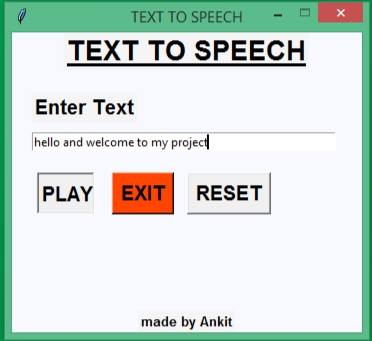 TEXT TO SPEECH
TEXT TO SPEECH
Enter Text
hello and welcome to my project
PLAY EXIT RESET
made by Ankit